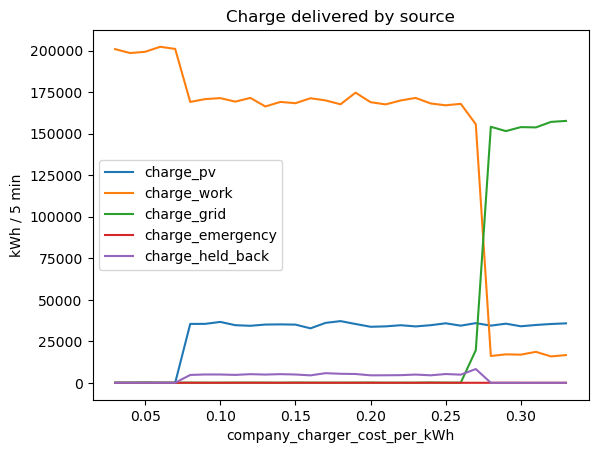 Charge delivered by source
kWh / 5 min
200000
175000
150000
125000
100000
75000
50000
25000
0
charge_pv
charge_work
charge_grid
charge_emergency
charge_held_back
0.05 0.10 0.15 0.20 0.25 0.30
company_charger_cost_per_kWh